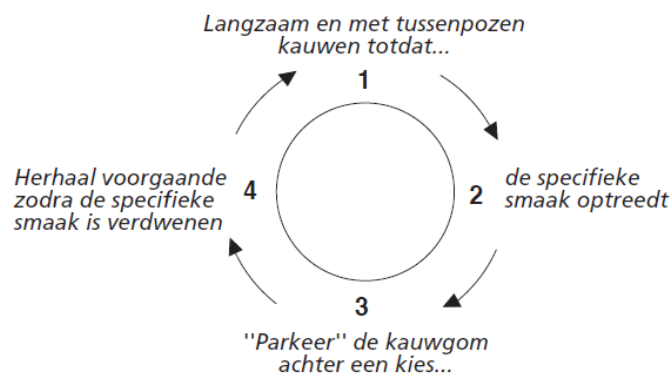 Langzaam en met tussenpozen
kauwen totdat...
1
2
de specifieke
smaak optreedt
3
"Parkeer" de kauwgom
achter een kies...
4
Herhaal voorgaande
zodra de specifieke
smaak is verdwenen